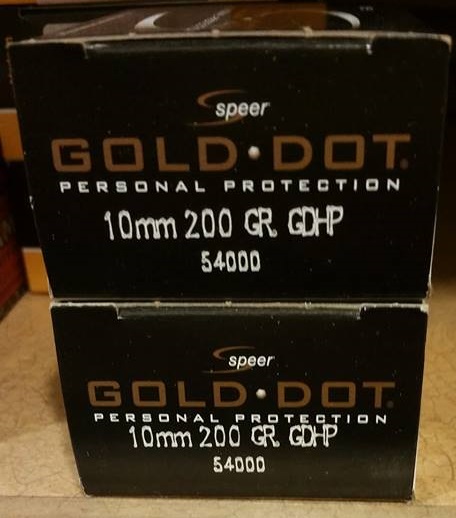 Speer
GOLD DOT®
PERSONAL PROTECTION
10mm 200 GR. GDHP
54000
Speer
GOLD DOT®
PERSONAL PROTECTION
10mm 200 GR. GDHP
54000